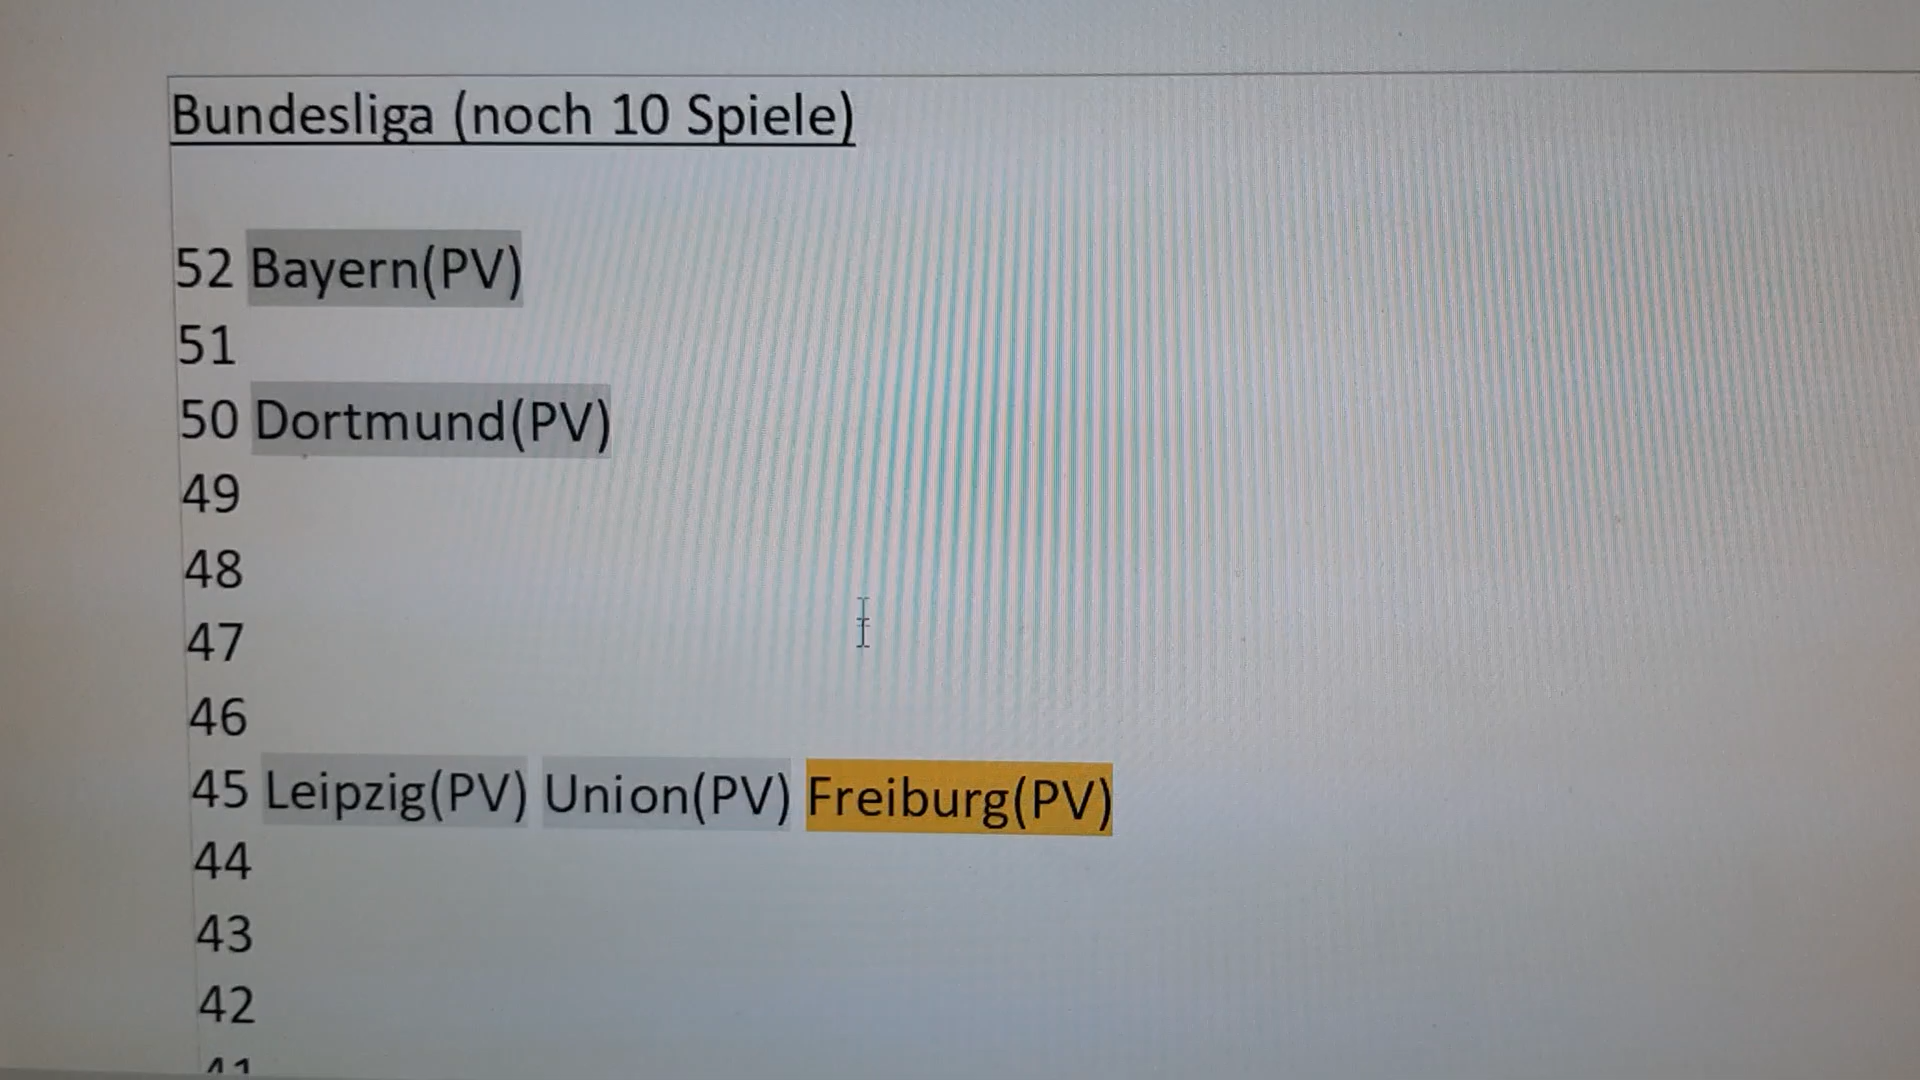 Bundesliga (noch 10 Spiele)
52 Bayern(PV)
51
50 Dortmund(PV)
49
48
47
46
45 Leipzig(PV) Union(PV) Freiburg(PV)
44
43
42
41